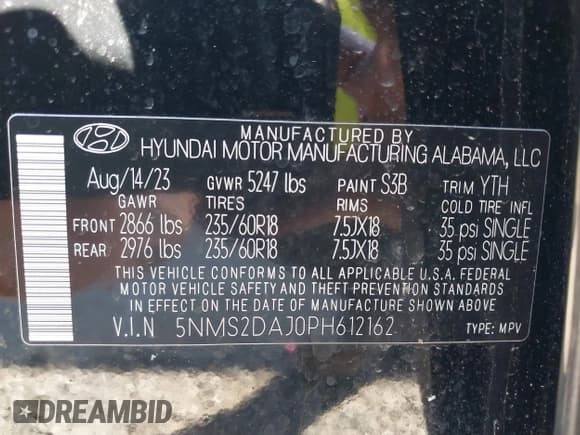 MANUFACTURED BY
HYUNDAI MOTOR MANUFACTURING ALABAMA, LLC
Aug/14/23 GVWR 5247 lbs PAINT S3B TRIM YTH
GAWR TIRES RIMS COLD TIRE INFL
FRONT 2866 lbs 235/60R18 7.5JX18 35 psi SINGLE
REAR 2976 lbs 235/60R18 7.5JX18 35 psi SINGLE
THIS VEHICLE CONFORMS TO ALL APPLICABLE U.S.A. FEDERAL
MOTOR VEHICLE SAFETY AND THEFT PREVENTION STANDARDS
IN EFFECT ON THE DATE OF MANUFACTURE SHOWN ABOVE
V.I.N 5NMS2DAJ0PH612162 TYPE: MPV
DREAMBID